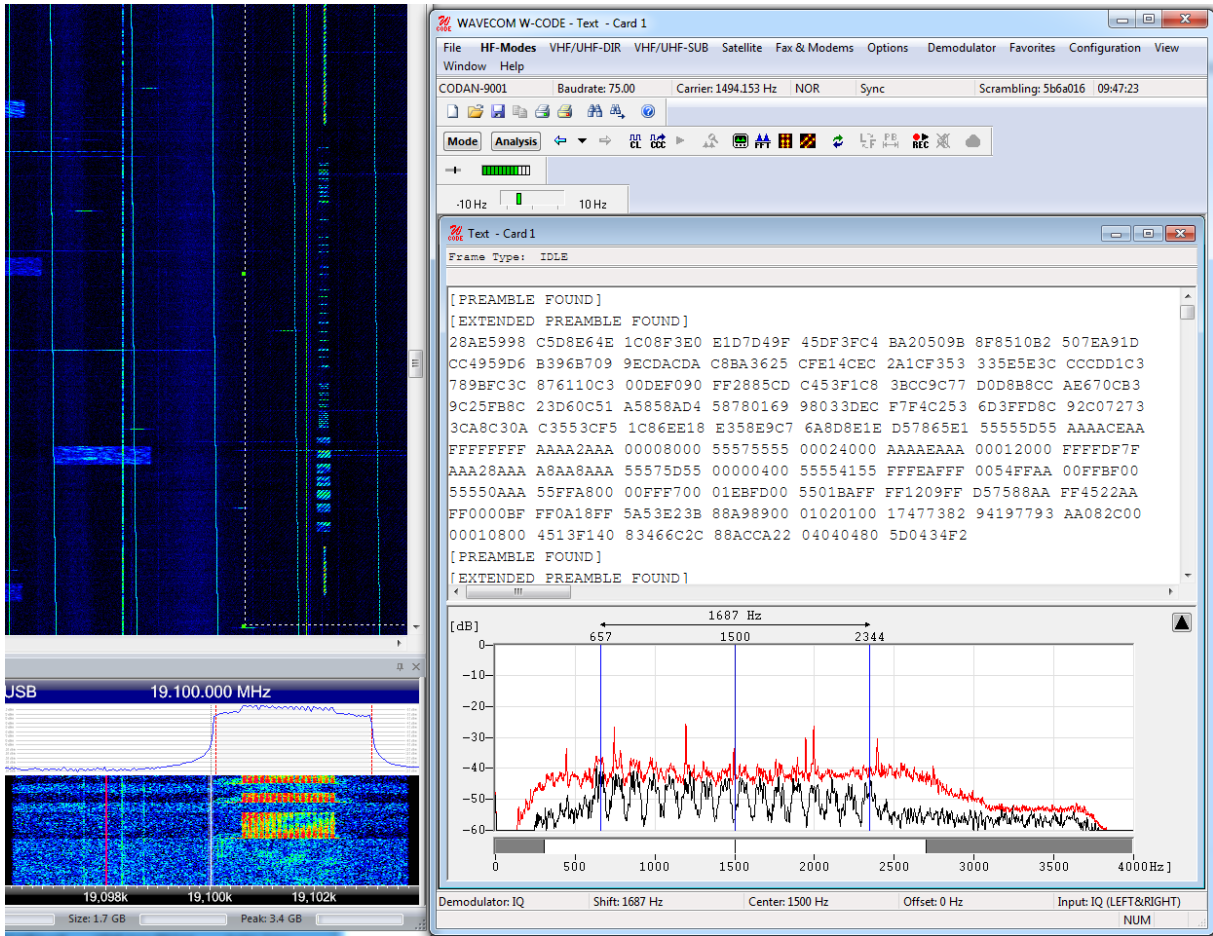 WAVECOM W-CODE - Text - Card 1
File HF-Modes VHF/UHF-DIR VHF/UHF-SUB Satellite Fax & Modems Options Demodulator Favorites Configuration View
Window Help
CODAN-9001 Baudrate: 75.00 Carrier: 1494.153 Hz NOR Sync Scrambling: 5b6a016 09:47:23
Mode Analysis CL CCC FFT REC
-10 Hz 10 Hz
Text - Card 1
Frame Type: IDLE
[PREAMBLE FOUND]
[EXTENDED PREAMBLE FOUND]
28AE5998 C5D8E64E 1C08F3E0 E1D7D49F 45DF3FC4 BA20509B 8F8510B2 507EA91D
CC4959D6 B396B709 9ECDACDA C8BA3625 CFE14CEC 2A1CF353 335E5E3C CCCDD1C3
789BFC3C 876110C3 00DEF090 FF2885CD C453F1C8 3BCC9C77 D0D8B8CC AE670CB3
9C25FB8C 23D60C51 A5858AD4 58780169 98033DEC F7F4C253 6D3FFD8C 92C07273
3CA8C30A C3553CF5 1C86EE18 E358E9C7 6A8D8E1E D57865E1 55555D55 AAAACEAA
FFFFFFFF AAAA2AAA 00008000 55575555 00024000 AAAAEAAA 00012000 FFFFDF7F
AAA28AAA A8AA8AAA 55575D55 00000400 55554155 FFFEAFFF 0054FFAA 00FFBF00
55550AAA 55FFA800 00FFF700 01EBFD00 5501BAFF FF1209FF D57588AA FF4522AA
FF0000BF FF0A18FF 5A53E23B 88A98900 01020100 17477382 94197793 AA082C00
00010800 4513F140 83466C2C 88ACCA22 04040480 5D0434F2
[PREAMBLE FOUND]
[EXTENDED PREAMBLE FOUND]
1687 Hz
[dB] 657 1500 2344
0
-10
-20
-30
-40
-50
-60
0 500 1000 1500 2000 2500 3000 3500 4000Hz]
Demodulator: IQ Shift: 1687 Hz Center: 1500 Hz Offset: 0 Hz Input: IQ (LEFT&RIGHT)
NUM
USB 19.100.000 MHz
19,098k 19,100k 19,102k
Size: 1.7 GB Peak: 3.4 GB